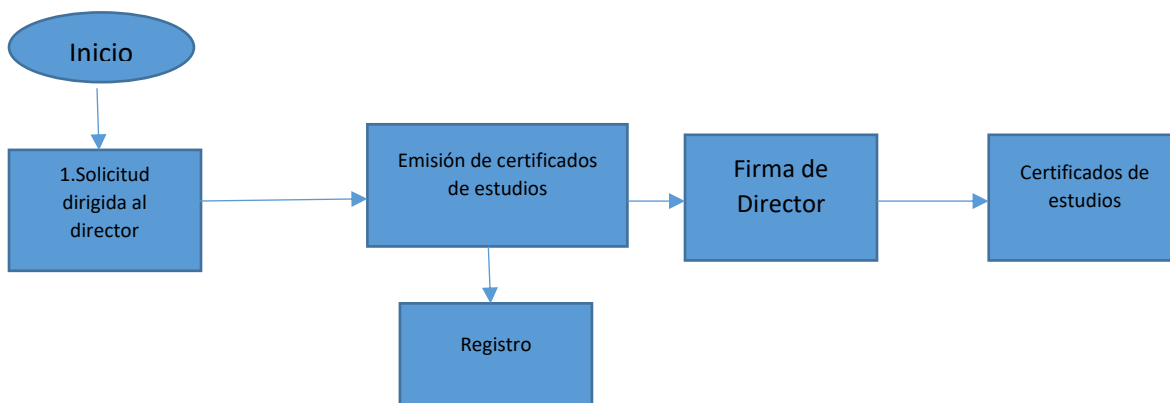 Inicio
1.Solicitud
dirigida al
director
Emisión de certificados
de estudios
Firma de
Director
Certificados de
estudios
Registro